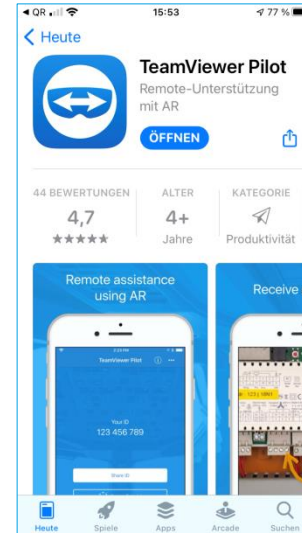 ◀ QR
15:53
77 %
Heute
TeamViewer Pilot
Remote-Unterstützung
mit AR
ÖFFNEN
44 BEWERTUNGEN
ALTER
KATEGORIE
4,7
4+
★★★★★
Jahre
Produktivität
Remote assistance
using AR
Receive
TeamViewer Pilot
Your ID
123 456 789
Share ID
Heute
Spiele
Apps
Arcade
Suchen